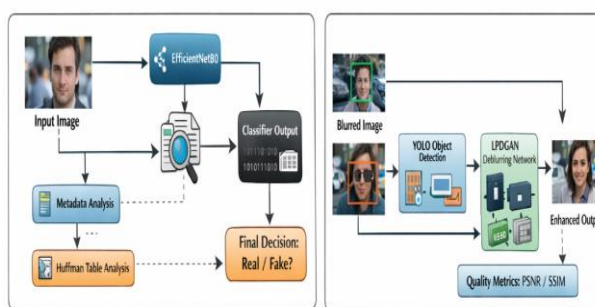 EfficientNetB0
Input Image
Classifier Output
1010111010
Metadata Analysis
Huffman Table Analysis
Final Decision:
Real / Fake?
Blurred Image
YOLO Object
Detection
LPDGAN
Deblurring Network
Enhanced Outp
Quality Metrics: PSNR / SSIM